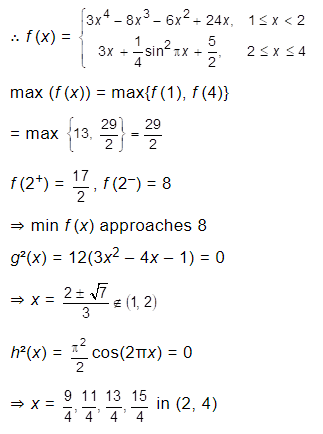 ∴ f(x) = { 3x⁴ – 8x³ – 6x² + 24x, 1 ≤ x < 2
3x + 1/4 sin² πx + 5/2, 2 ≤ x ≤ 4
max (f(x)) = max{f(1), f(4)}
= max {13, 29/2} = 29/2
f(2⁺) = 17/2, f(2⁻) = 8
⇒ min f(x) approaches 8
g²(x) = 12(3x² – 4x – 1) = 0
⇒ x = (2 ± √7)/3 ∉ (1, 2)
h²(x) = π²/2 cos(2πx) = 0
⇒ x = 9/4, 11/4, 13/4, 15/4 in (2, 4)